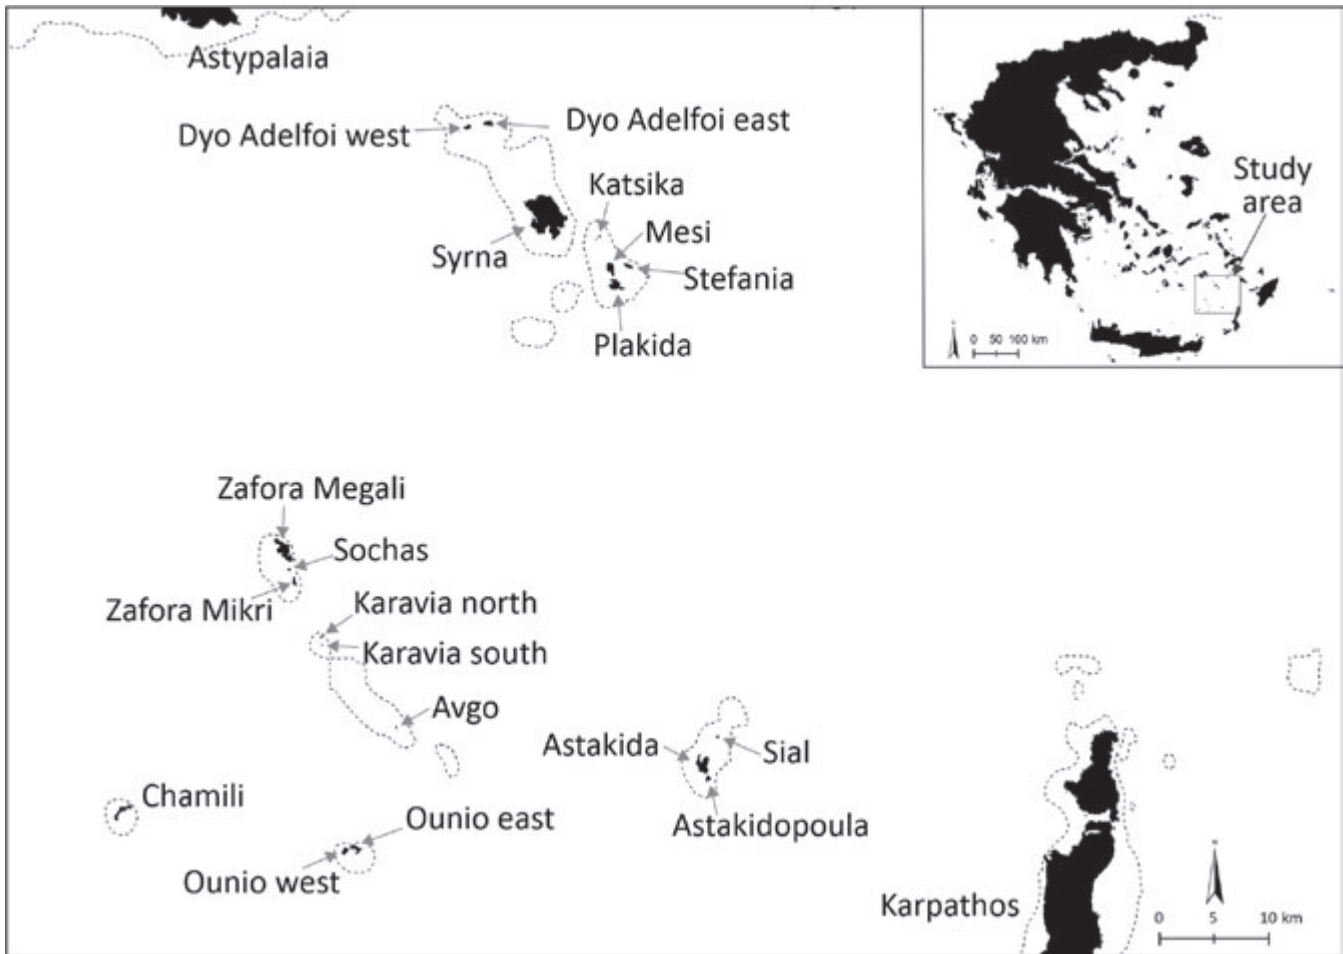 Astypalaia
Dyo Adelfoi west
Dyo Adelfoi east
Katsika
Mesi
Syrna
Stefania
Plakida
Study
area
0 50 100 km
Zafora Megali
Sochas
Zafora Mikri
Karavia north
Karavia south
Avgo
Astakida
Sial
Chamili
Ounio east
Astakidopoula
Ounio west
Karpathos
0 5 10 km